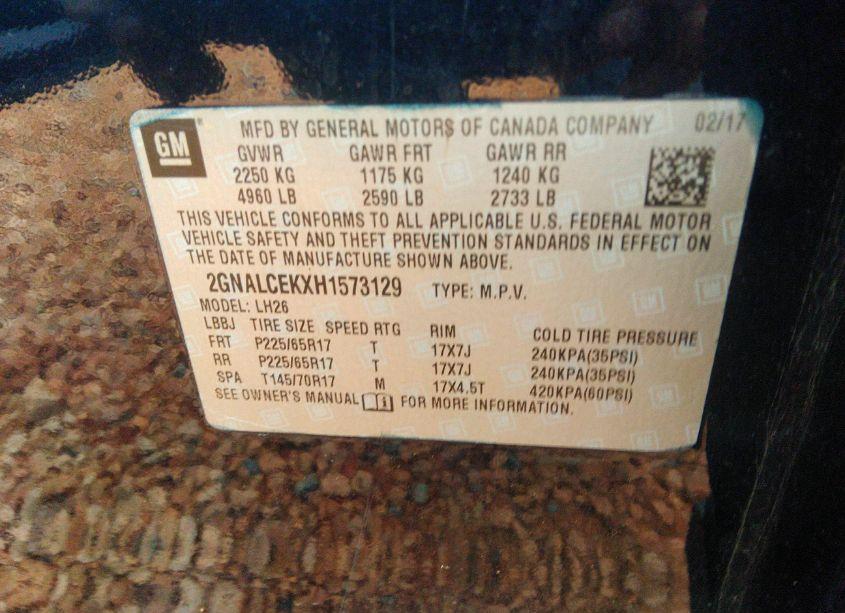 GM MFD BY GENERAL MOTORS OF CANADA COMPANY 02/17
GVWR GAWR FRT GAWR RR
2250 KG 1175 KG 1240 KG
4960 LB 2590 LB 2733 LB
THIS VEHICLE CONFORMS TO ALL APPLICABLE U.S. FEDERAL MOTOR
VEHICLE SAFETY AND THEFT PREVENTION STANDARDS IN EFFECT ON
THE DATE OF MANUFACTURE SHOWN ABOVE.
2GNALCEKXH1573129 TYPE: M.P.V.
MODEL: LH26
LBBJ TIRE SIZE SPEED RTG RIM COLD TIRE PRESSURE
FRT P225/65R17 T 17X7J 240KPA(35PSI)
RR P225/65R17 T 17X7J 240KPA(35PSI)
SPA T145/70R17 M 17X4.5T 420KPA(60PSI)
SEE OWNER'S MANUAL FOR MORE INFORMATION.